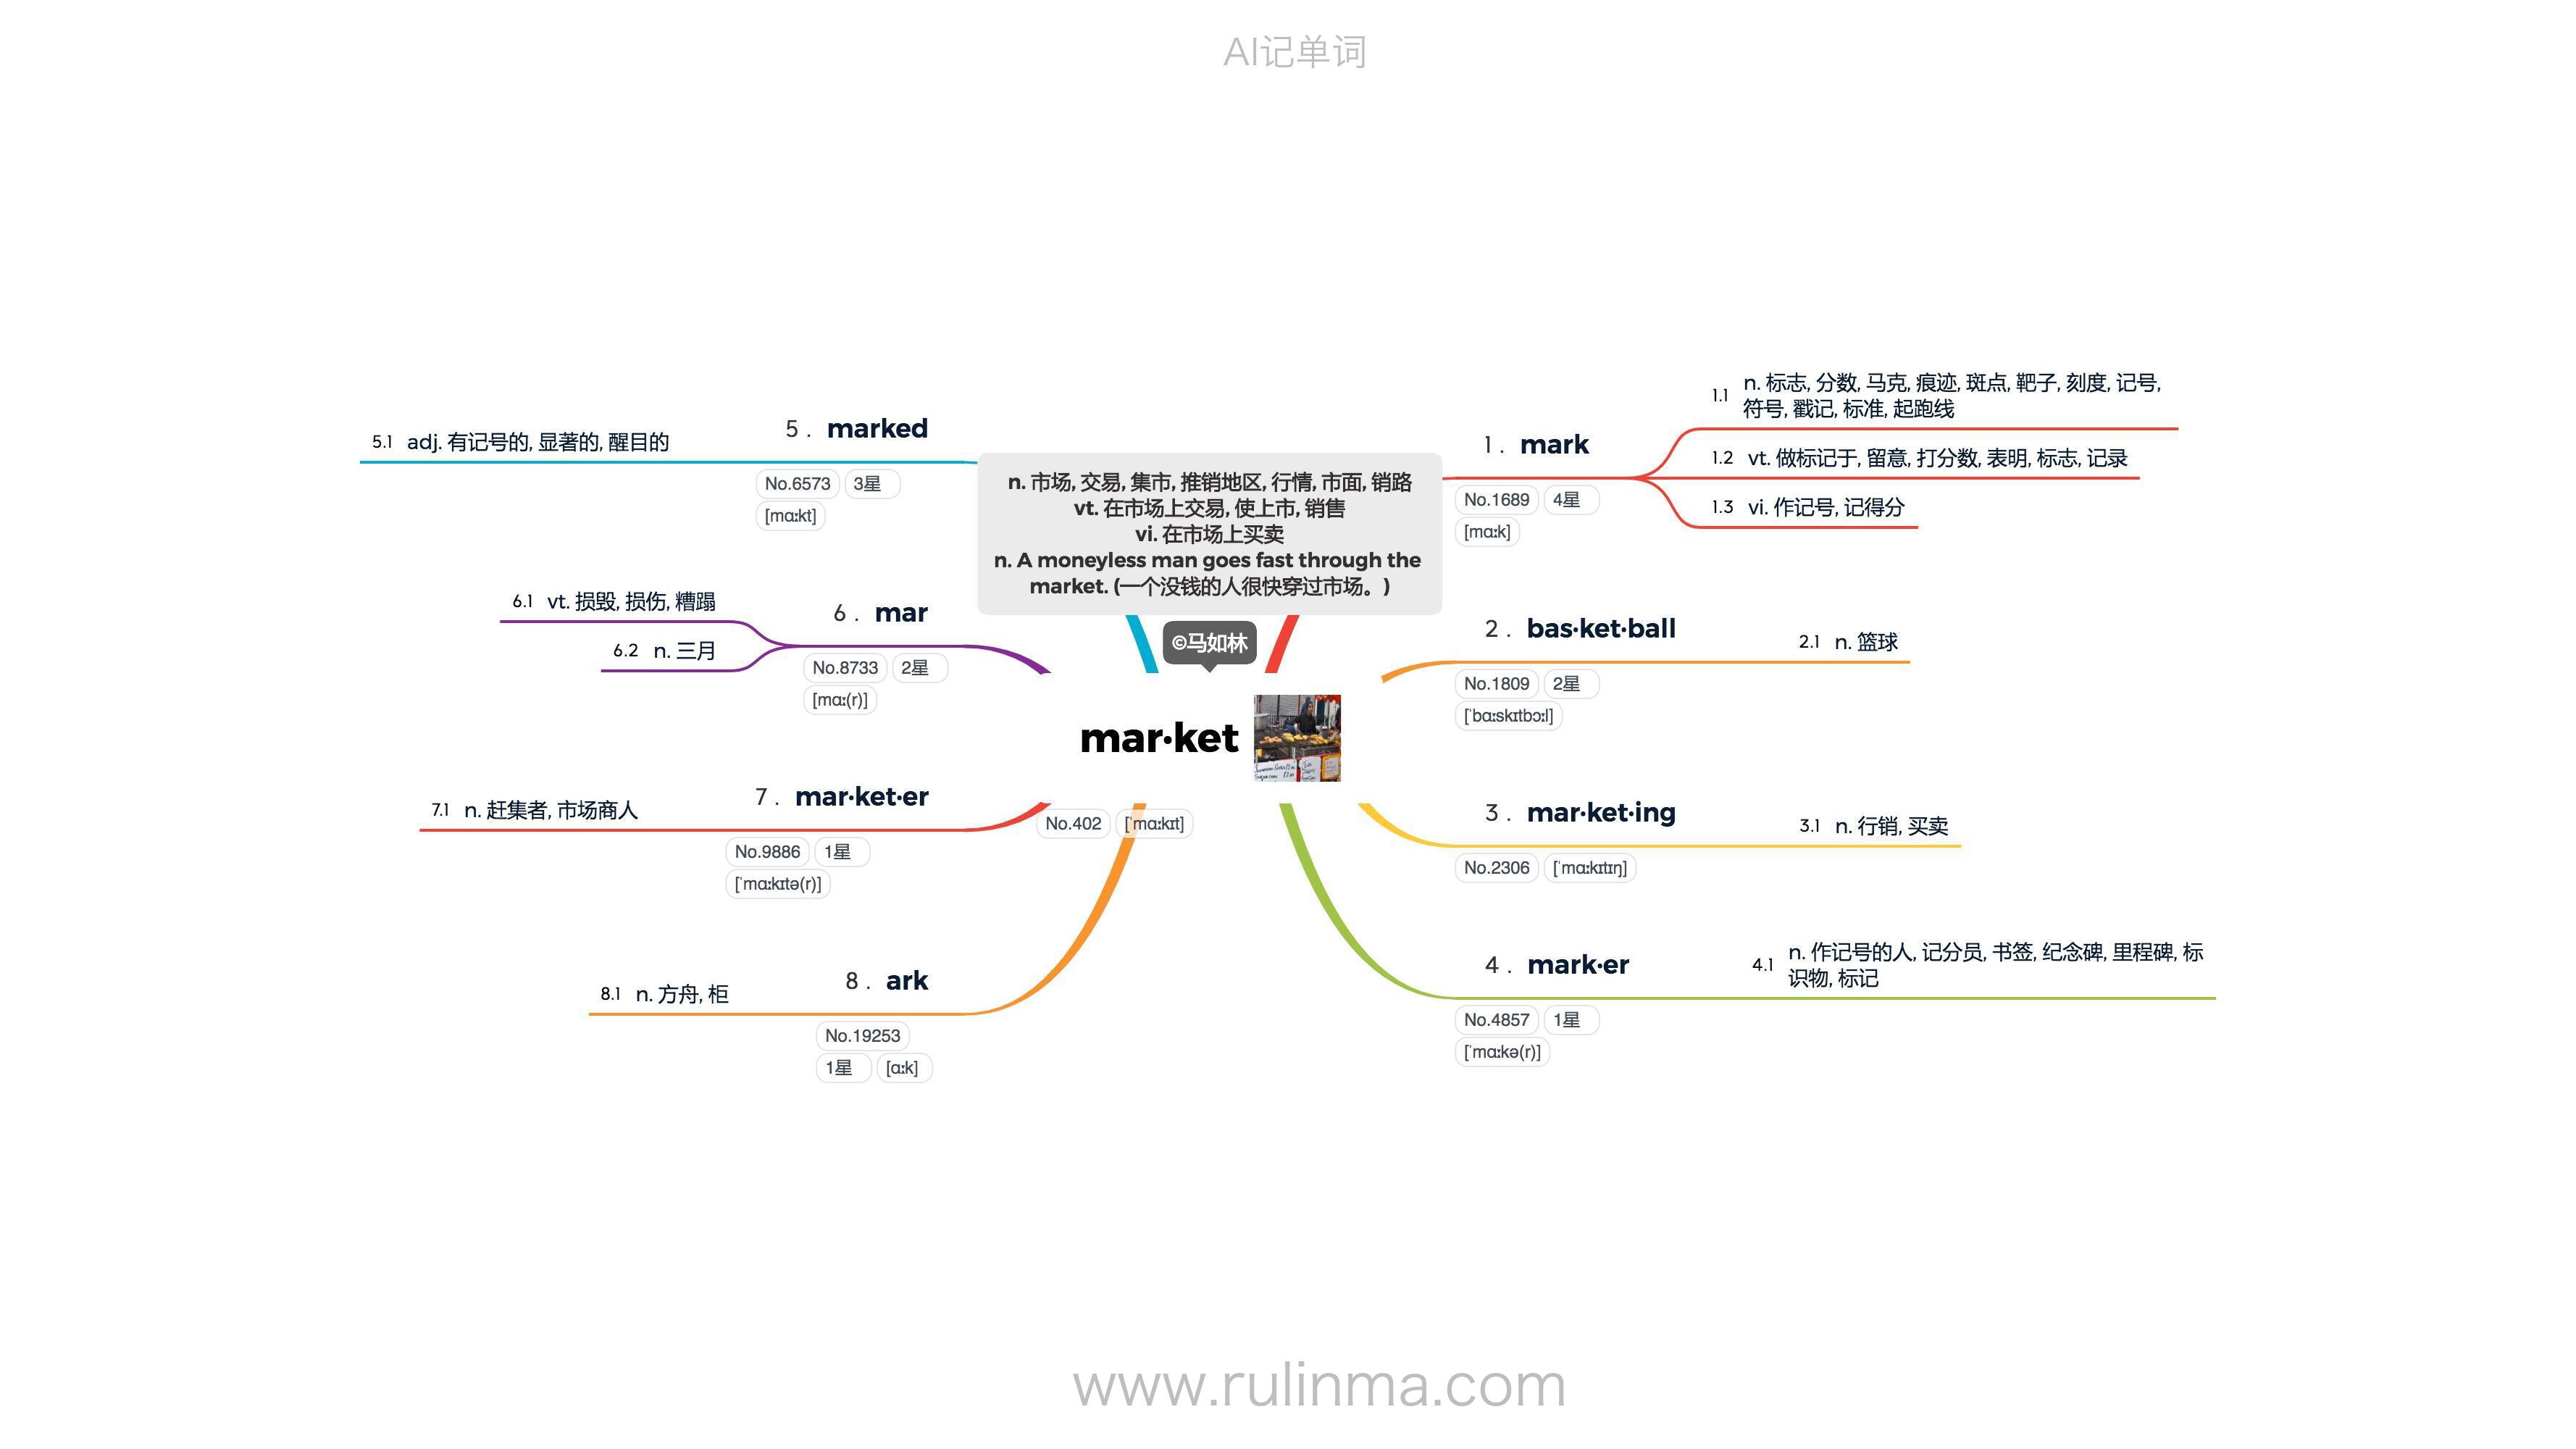 AI记单词
n. 市场, 交易, 集市, 推销地区, 行情, 市面, 销路
vt. 在市场上交易, 使上市, 销售
vi. 在市场上买卖
n. A moneyless man goes fast through the
market. (一个没钱的人很快穿过市场。)
©马如林
mar·ket
No.402 [ˈmɑːkɪt]
1. mark
No.1689 4星
[mɑːk]
1.1 n. 标志, 分数, 马克, 痕迹, 斑点, 靶子, 刻度, 记号,
符号, 戳记, 标准, 起跑线
1.2 vt. 做标记于, 留意, 打分数, 表明, 标志, 记录
1.3 vi. 作记号, 记得分
2. bas·ket·ball
No.1809 2星
[ˈbɑːskɪtbɔːl]
2.1 n. 篮球
3. mar·ket·ing
No.2306 [ˈmɑːkɪtɪŋ]
3.1 n. 行销, 买卖
4. mark·er
No.4857 1星
[ˈmɑːkə(r)]
4.1 n. 作记号的人, 记分员, 书签, 纪念碑, 里程碑, 标
识物, 标记
5. marked
No.6573 3星
[mɑːkt]
5.1 adj. 有记号的, 显著的, 醒目的
6. mar
No.8733 2星
[mɑː(r)]
6.1 vt. 损毁, 损伤, 糟蹋
6.2 n. 三月
7. mar·ket·er
No.9886 1星
[ˈmɑːkɪtə(r)]
7.1 n. 赶集者, 市场商人
8. ark
No.19253
1星 [ɑːk]
8.1 n. 方舟, 柜
www.rulinma.com